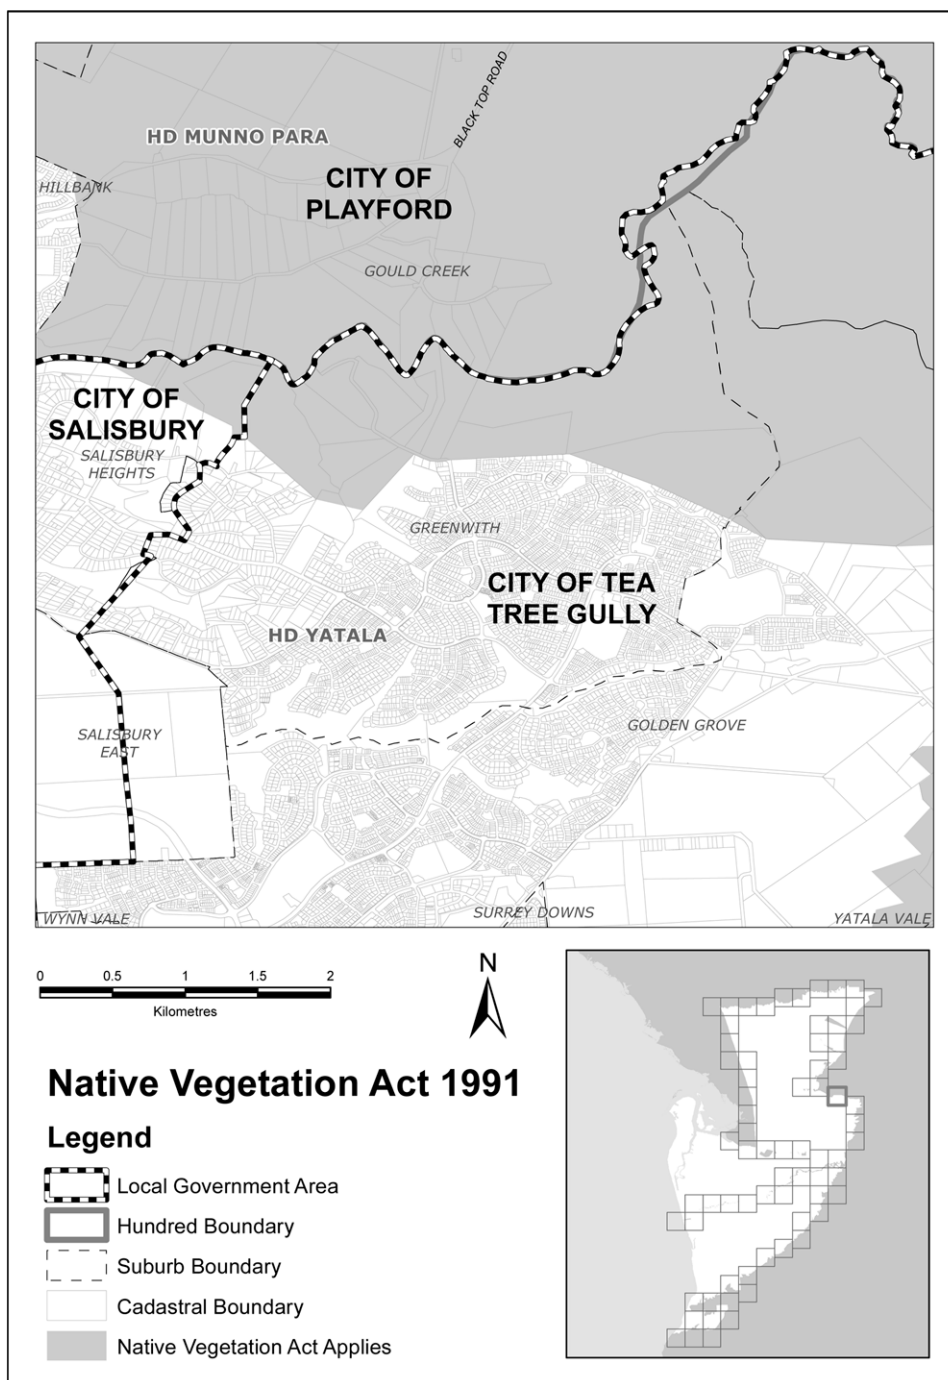 BLACK TOP ROAD
HD MUNNO PARA
CITY OF
PLAYFORD
HILLBANK
GOULD CREEK
CITY OF
SALISBURY
SALISBURY
HEIGHTS
GREENWITH
CITY OF TEA
TREE GULLY
HD YATALA
SALISBURY
EAST
GOLDEN GROVE
WYNN VALE
SURREY DOWNS
YATALA VALE
0 0.5 1 1.5 2
Kilometres
N
Native Vegetation Act 1991
Legend
Local Government Area
Hundred Boundary
Suburb Boundary
Cadastral Boundary
Native Vegetation Act Applies